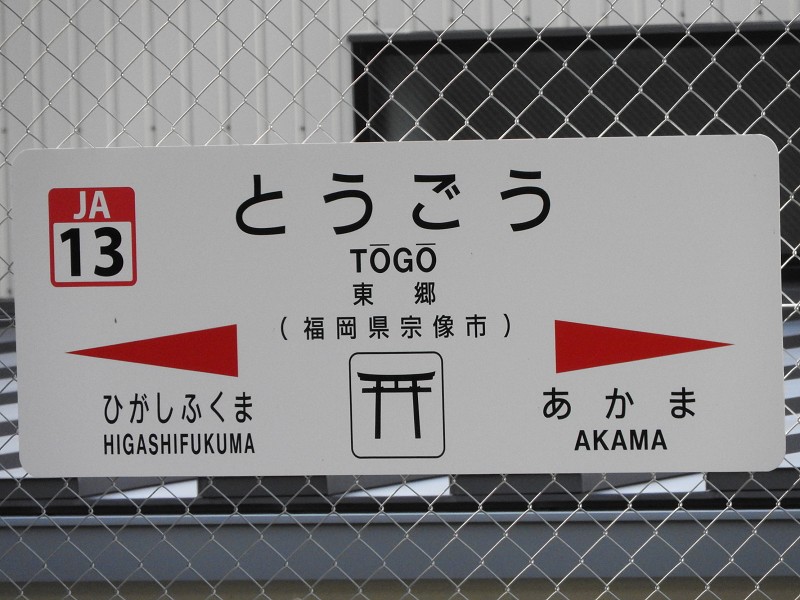 JA
13
とうごう
TŌGŌ
東郷
(福岡県宗像市)
ひがしふくま
HIGASHIFUKUMA
あかま
AKAMA